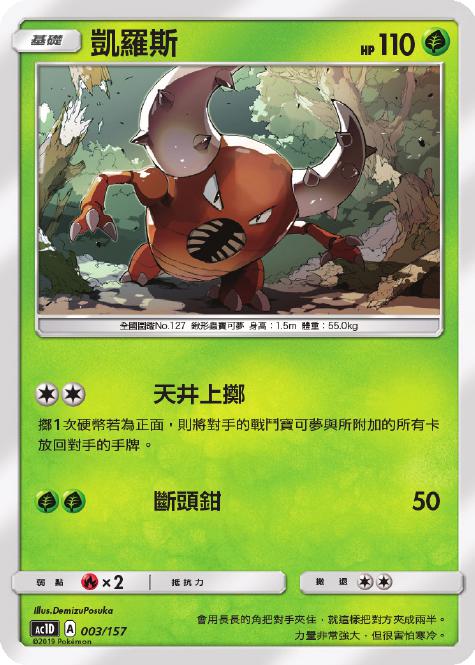 基礎
凱羅斯
HP 110
全國圖鑑No.127 鍬形蟲寶可夢 身高：1.5m 體重：55.0kg
天井上擲
擲1次硬幣若為正面，則將對手的戰鬥寶可夢與所附加的所有卡
放回對手的手牌。
斷頭鉗 50
弱點 ×2 抵抗力 撤退
Illus.DemizuPosuka
AC1D A 003/157
©2019 Pokémon
會用長長的角把對手夾住，就這樣把對方夾成兩半。
力量非常強大，但很害怕寒冷。